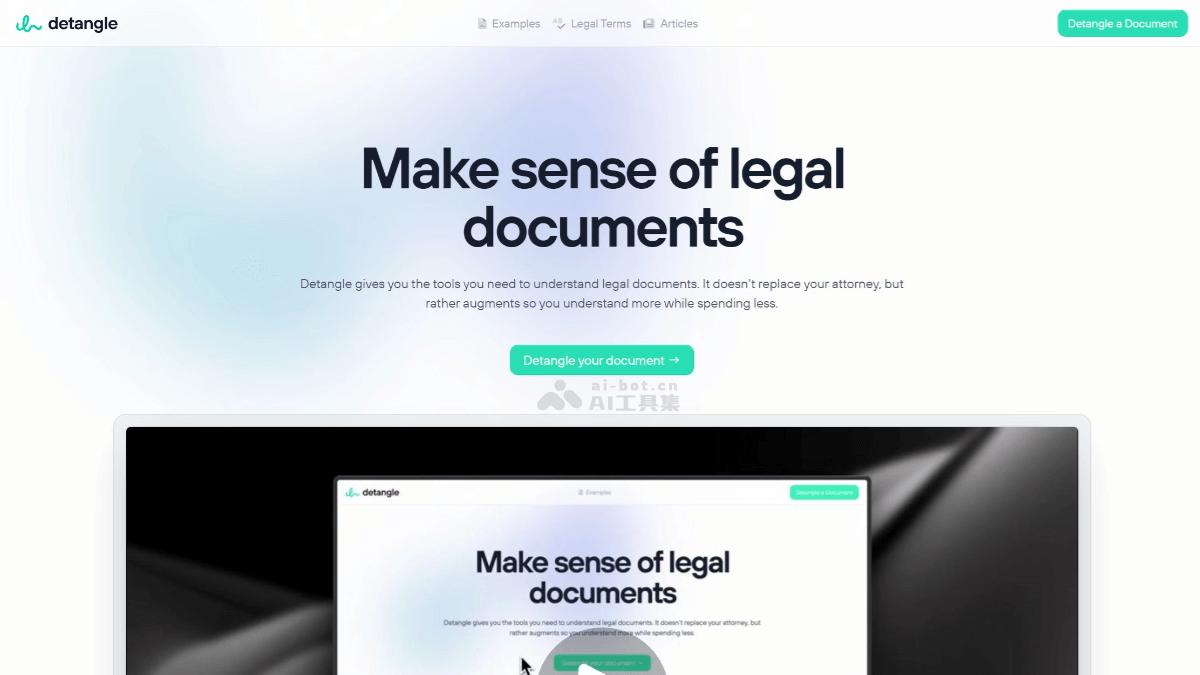 detangle
Examples
Legal Terms
Articles
Detangle a Document
Make sense of legal
documents
Detangle gives you the tools you need to understand legal documents. It doesn't replace your attorney, but
rather augments so you understand more while spending less.
Detangle your document →
ai-bot.cn
AI工具集
detangle
Examples
Detangle a Document
Make sense of legal
documents
Detangle gives you the tools you need to understand legal documents. It doesn't replace your attorney, but
rather augments so you understand more while spending less.